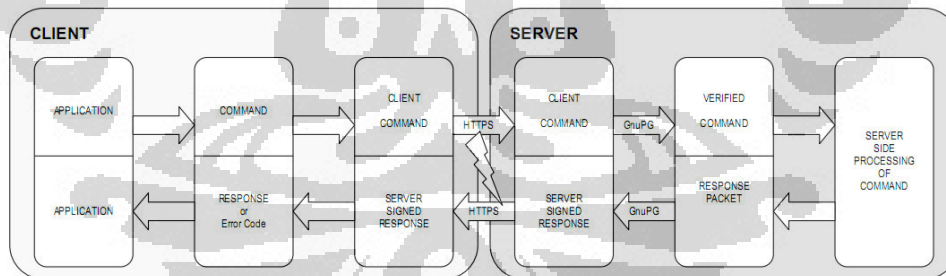 CLIENT
SERVER
APPLICATION
COMMAND
CLIENT
COMMAND
HTTPS
CLIENT
COMMAND
GnuPG
VERIFIED
COMMAND
SERVER
SIDE
PROCESSING
OF
COMMAND
APPLICATION
RESPONSE
or
Error Code
SERVER
SIGNED
RESPONSE
HTTPS
SERVER
SIGNED
RESPONSE
GnuPG
RESPONSE
PACKET